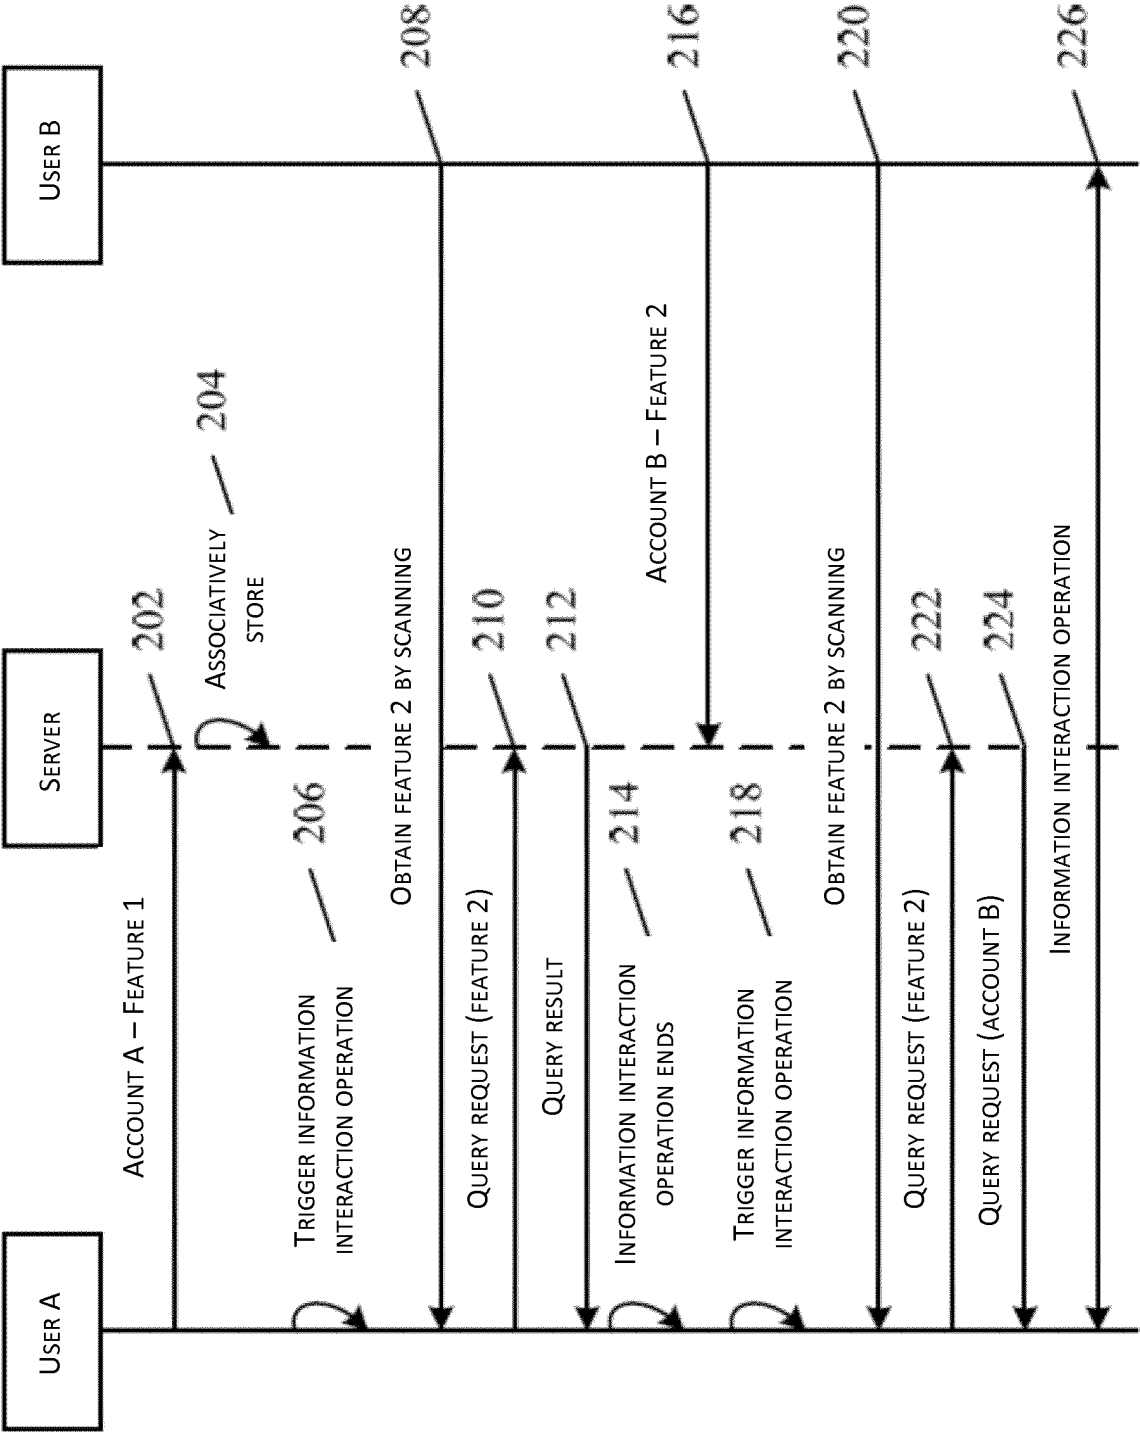 USER A
SERVER
USER B
ACCOUNT A – FEATURE 1
202
ASSOCIATIVELY
STORE
204
TRIGGER INFORMATION
INTERACTION OPERATION
206
OBTAIN FEATURE 2 BY SCANNING
208
QUERY REQUEST (FEATURE 2)
210
QUERY RESULT
212
INFORMATION INTERACTION
OPERATION ENDS
214
ACCOUNT B – FEATURE 2
216
TRIGGER INFORMATION
INTERACTION OPERATION
218
OBTAIN FEATURE 2 BY SCANNING
220
QUERY REQUEST (FEATURE 2)
222
QUERY REQUEST (ACCOUNT B)
224
INFORMATION INTERACTION OPERATION
226